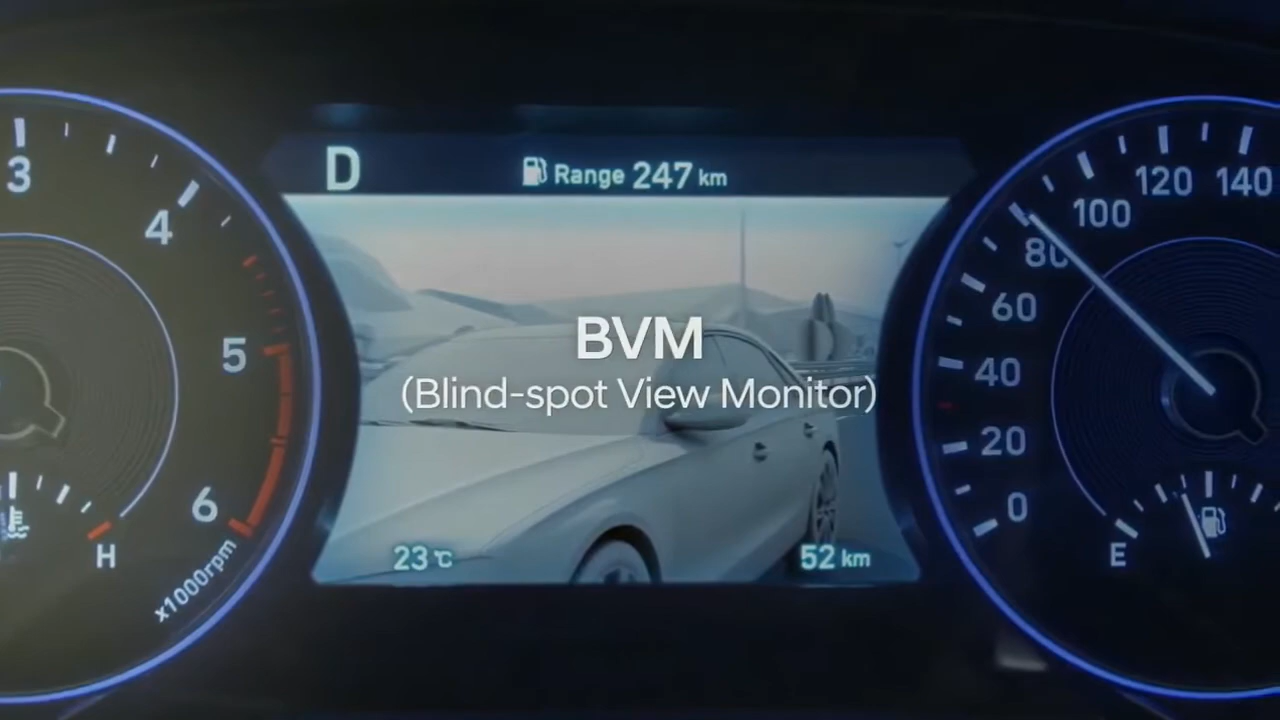 D
Range 247 km
BVM
(Blind-spot View Monitor)
23 ℃
52 km
3
4
5
6
x1000rpm
H
0
20
40
60
80
100
120
140
E